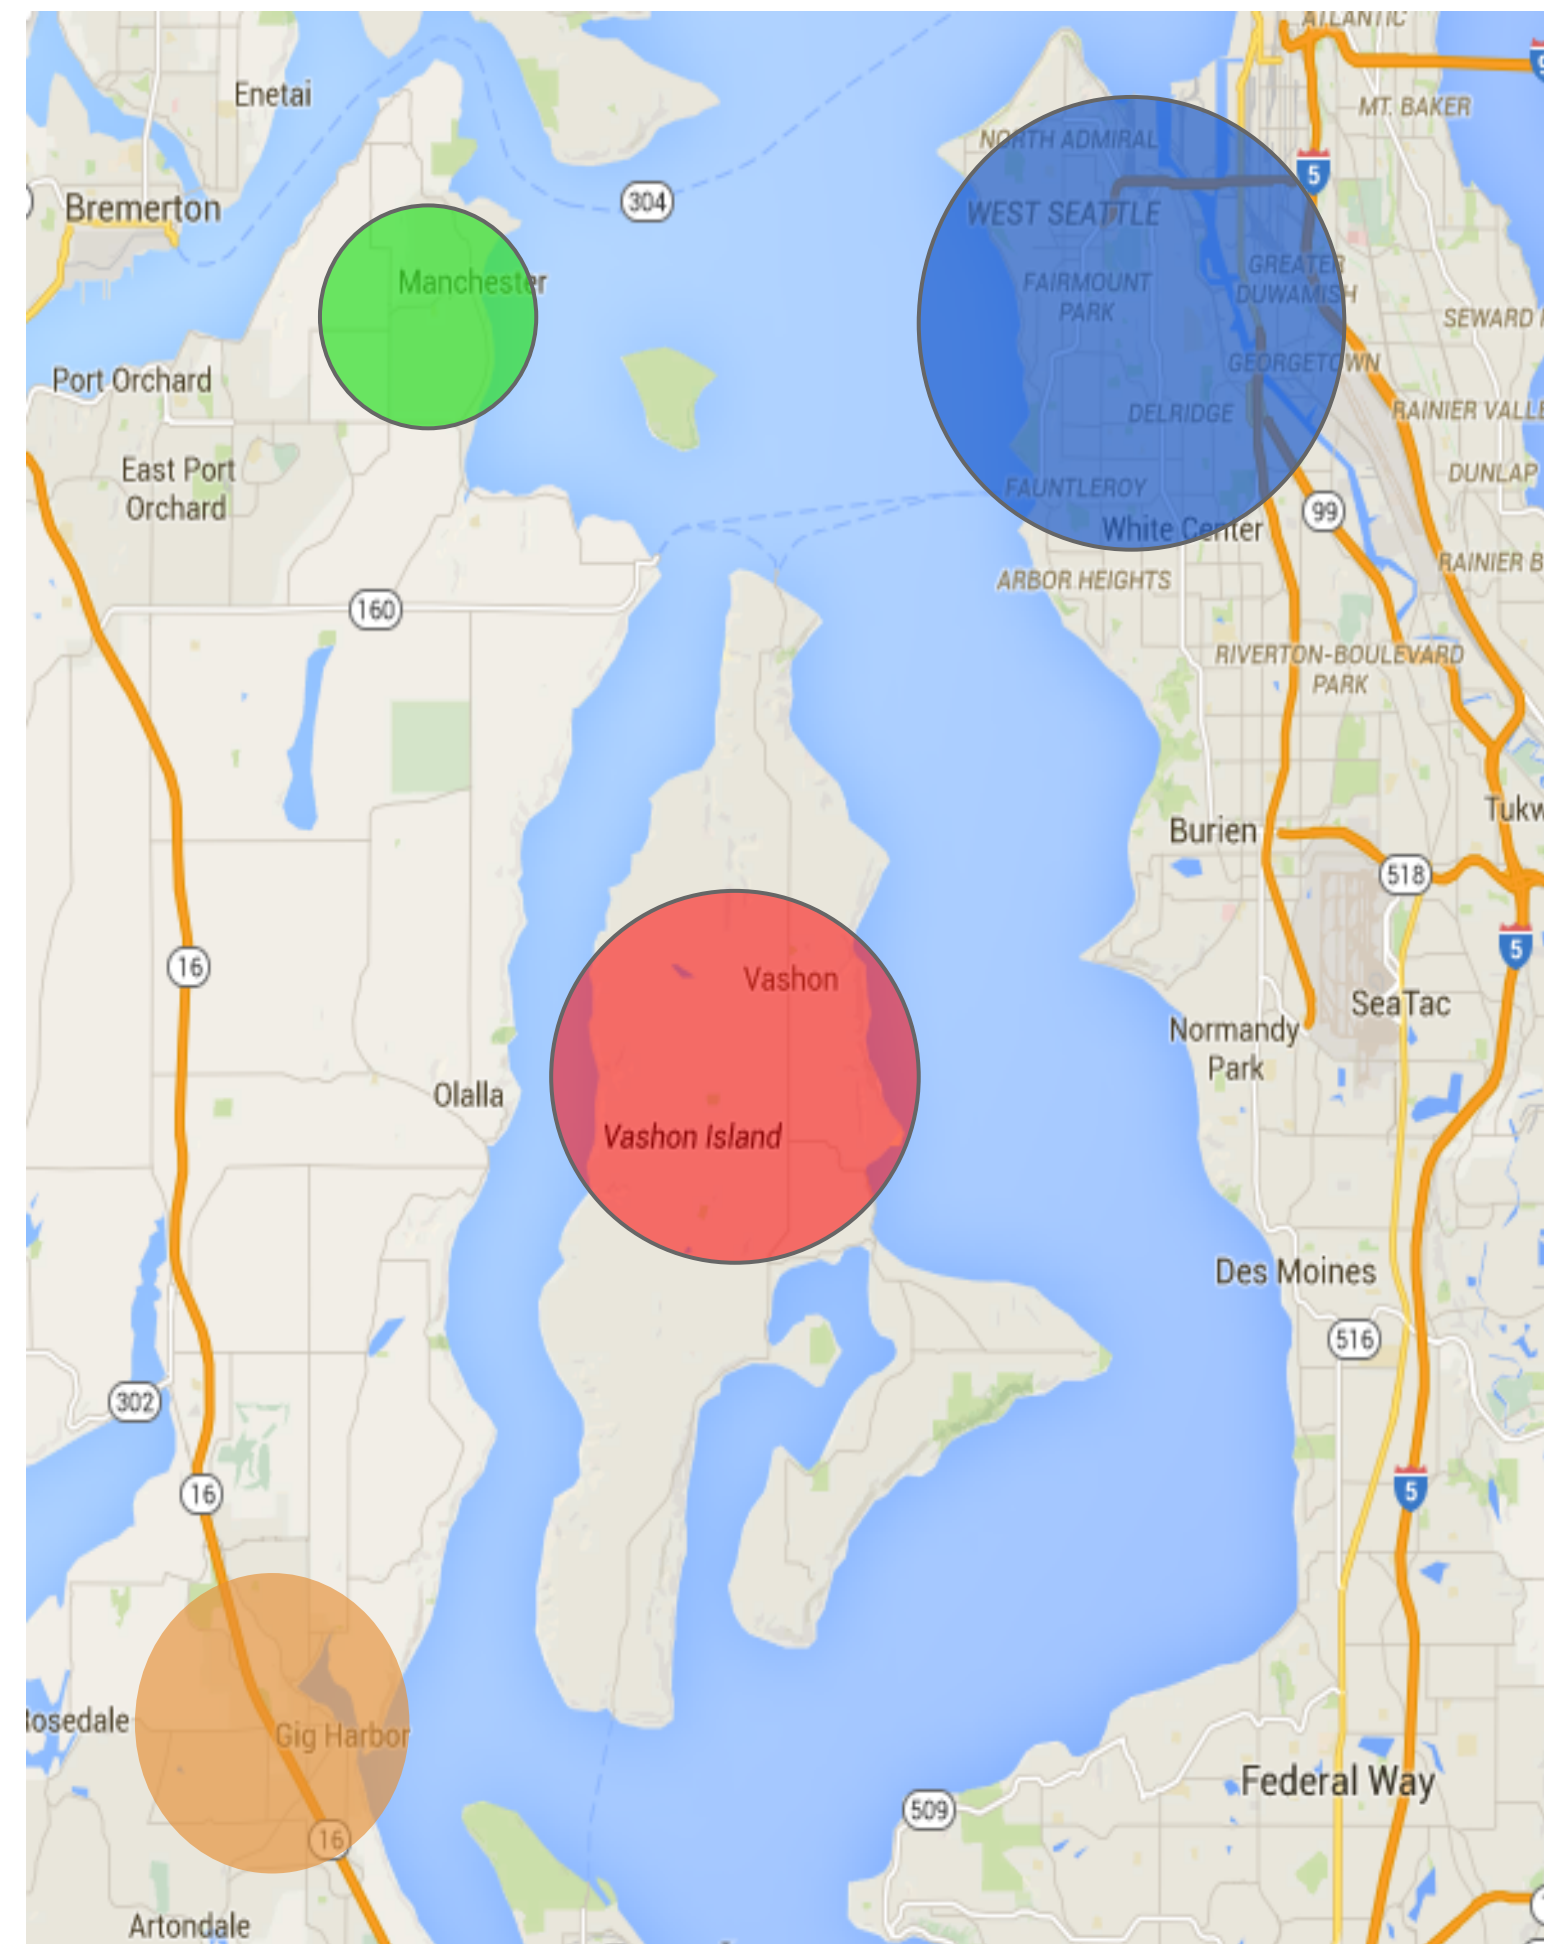 ATLANTIC
Enetai
MT. BAKER
NORTH ADMIRAL
5
304
Bremerton
WEST SEATTLE
Manchester
FAIRMOUNT
PARK
GREATER
DUWAMISH
SEWARD
GEORGETOWN
Port Orchard
DELRIDGE
RAINIER VALLE
East Port
Orchard
DUNLAP
FAUNTLEROY
99
White Center
RAINIER B
ARBOR HEIGHTS
160
RIVERTON-BOULEVARD
PARK
Tukw
Burien
518
5
16
Vashon
SeaTac
Normandy
Park
Olalla
Vashon Island
Des Moines
516
302
16
5
Rosedale
Gig Harbor
Federal Way
509
16
Artondale